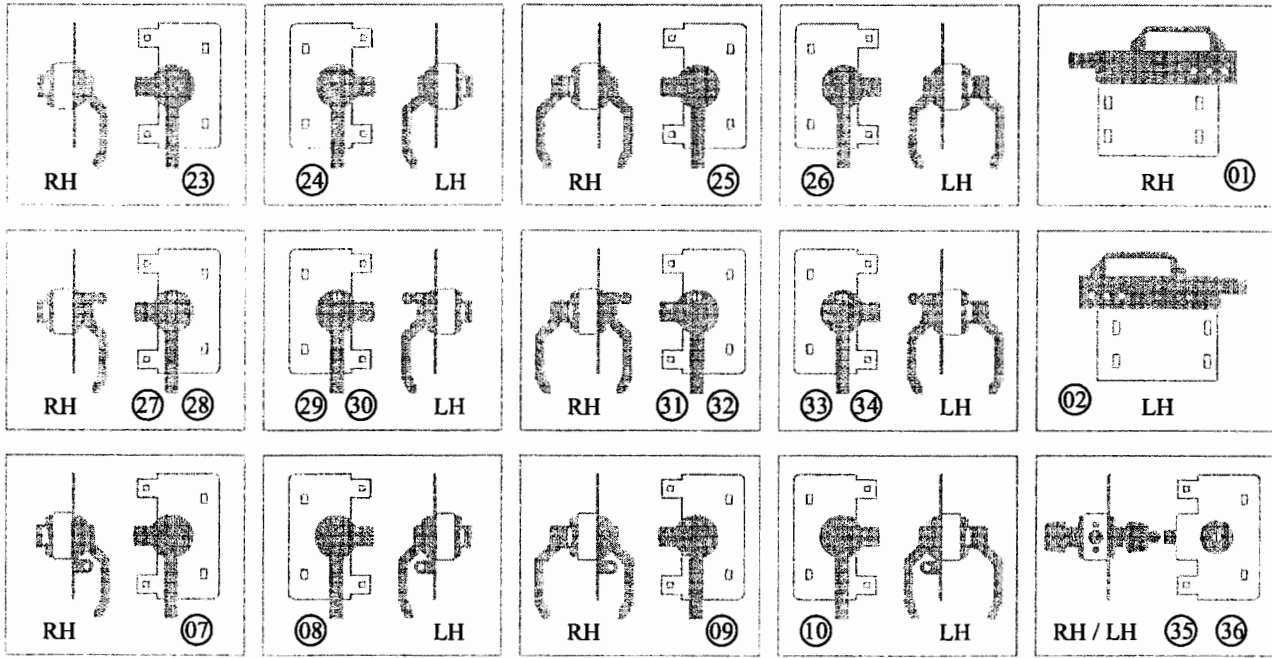 RH 23
24 LH
RH 25
26 LH
RH 01
RH 27 28
29 30 LH
RH 31 32
33 34 LH
02 LH
RH 07
08 LH
RH 09
10 LH
RH / LH 35 36